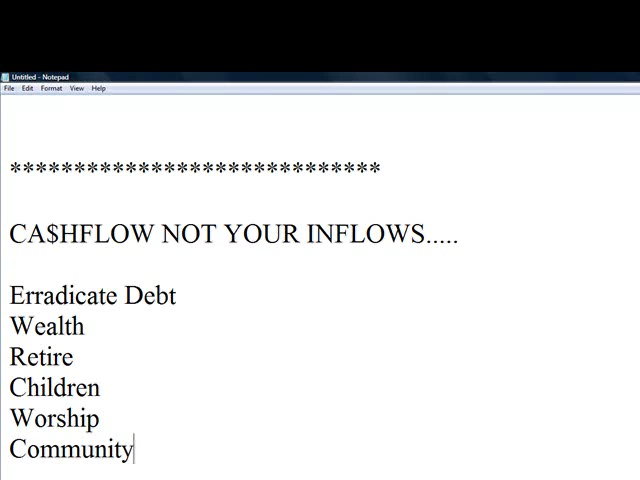 Untitled - Notepad
File Edit Format View Help
*****************************
CA$HFLOW NOT YOUR INFLOWS.....
Erradicate Debt
Wealth
Retire
Children
Worship
Community